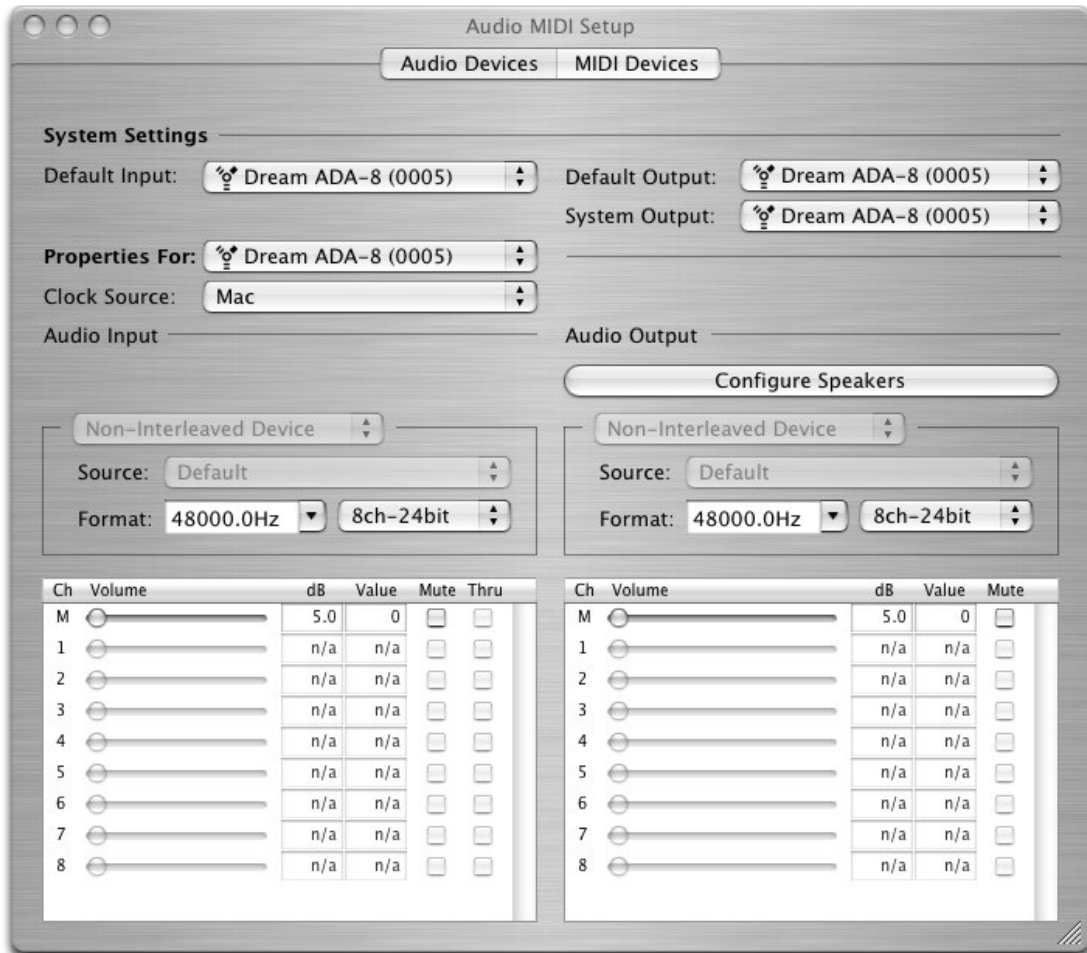 Audio MIDI Setup
Audio Devices MIDI Devices
System Settings
Default Input: Dream ADA-8 (0005) Default Output: Dream ADA-8 (0005)
System Output: Dream ADA-8 (0005)
Properties For: Dream ADA-8 (0005)
Clock Source: Mac
Audio Input Audio Output
Configure Speakers
Non-Interleaved Device Non-Interleaved Device
Source: Default Source: Default
Format: 48000.0Hz 8ch-24bit Format: 48000.0Hz 8ch-24bit
Ch Volume dB Value Mute Thru Ch Volume dB Value Mute
M 5.0 0 M 5.0 0
1 n/a n/a 1 n/a n/a
2 n/a n/a 2 n/a n/a
3 n/a n/a 3 n/a n/a
4 n/a n/a 4 n/a n/a
5 n/a n/a 5 n/a n/a
6 n/a n/a 6 n/a n/a
7 n/a n/a 7 n/a n/a
8 n/a n/a 8 n/a n/a